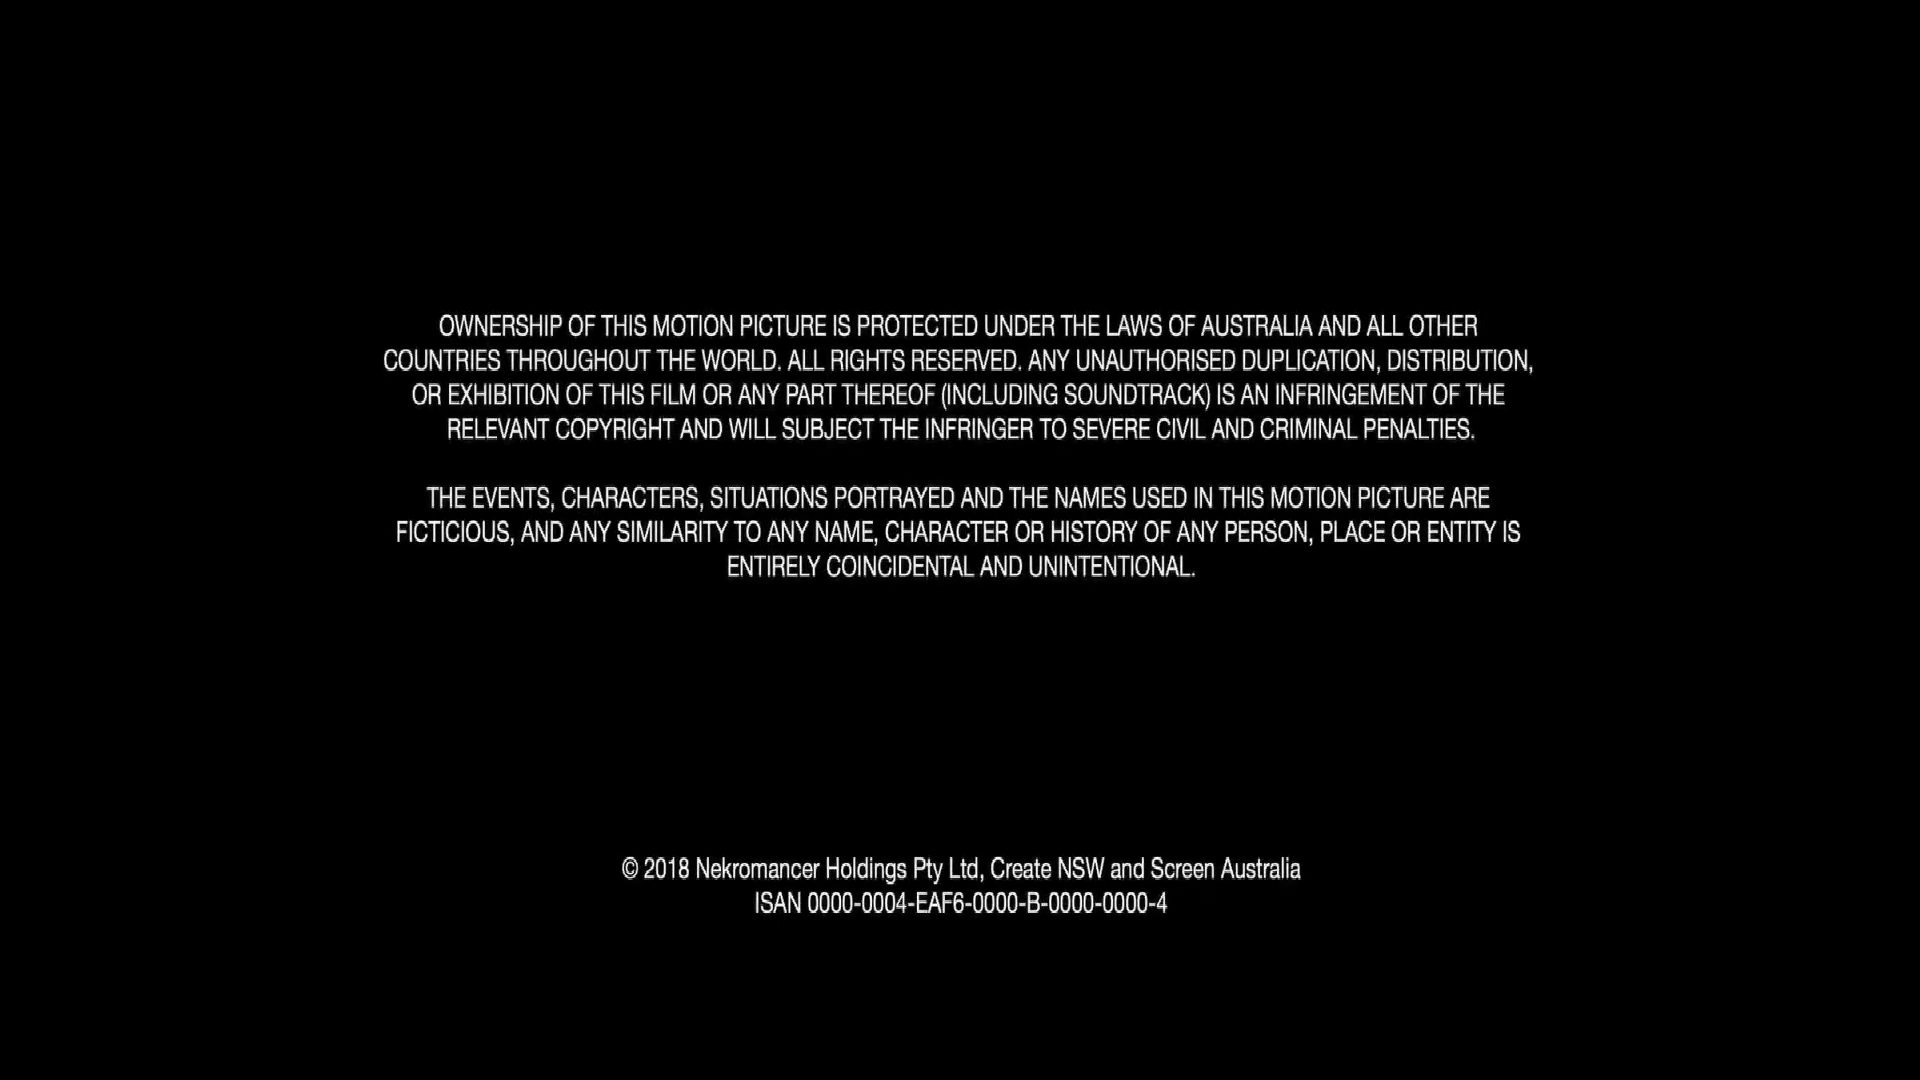 OWNERSHIP OF THIS MOTION PICTURE IS PROTECTED UNDER THE LAWS OF AUSTRALIA AND ALL OTHER
COUNTRIES THROUGHOUT THE WORLD. ALL RIGHTS RESERVED. ANY UNAUTHORISED DUPLICATION, DISTRIBUTION,
OR EXHIBITION OF THIS FILM OR ANY PART THEREOF (INCLUDING SOUNDTRACK) IS AN INFRINGEMENT OF THE
RELEVANT COPYRIGHT AND WILL SUBJECT THE INFRINGER TO SEVERE CIVIL AND CRIMINAL PENALTIES.
THE EVENTS, CHARACTERS, SITUATIONS PORTRAYED AND THE NAMES USED IN THIS MOTION PICTURE ARE
FICTICIOUS, AND ANY SIMILARITY TO ANY NAME, CHARACTER OR HISTORY OF ANY PERSON, PLACE OR ENTITY IS
ENTIRELY COINCIDENTAL AND UNINTENTIONAL.
© 2018 Nekromancer Holdings Pty Ltd, Create NSW and Screen Australia
ISAN 0000-0004-EAF6-0000-B-0000-0000-4